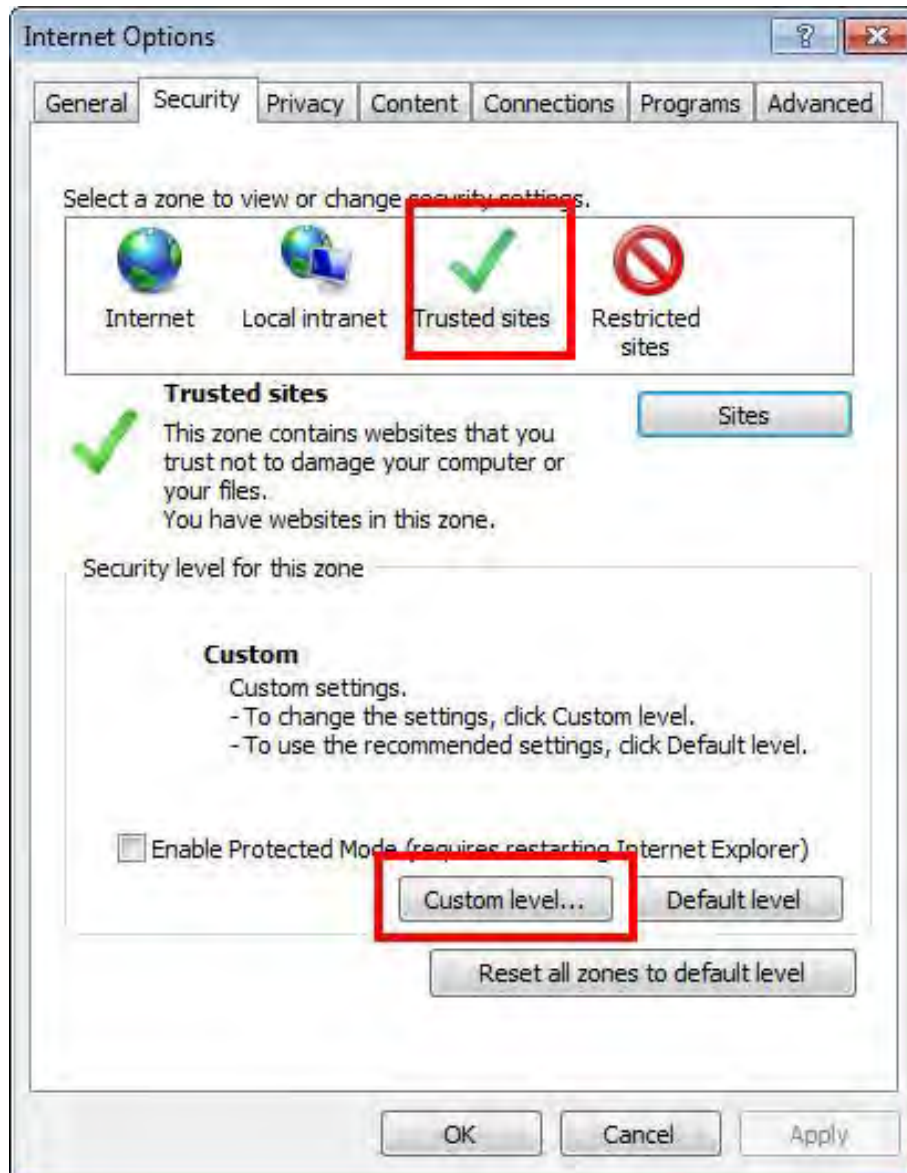 Internet Options
General Security Privacy Content Connections Programs Advanced
Select a zone to view or change security settings.
Internet Local intranet Trusted sites Restricted sites
Trusted sites
Sites
This zone contains websites that you
trust not to damage your computer or
your files.
You have websites in this zone.
Security level for this zone
Custom
Custom settings.
- To change the settings, click Custom level.
- To use the recommended settings, click Default level.
Enable Protected Mode (requires restarting Internet Explorer)
Custom level... Default level
Reset all zones to default level
OK Cancel Apply